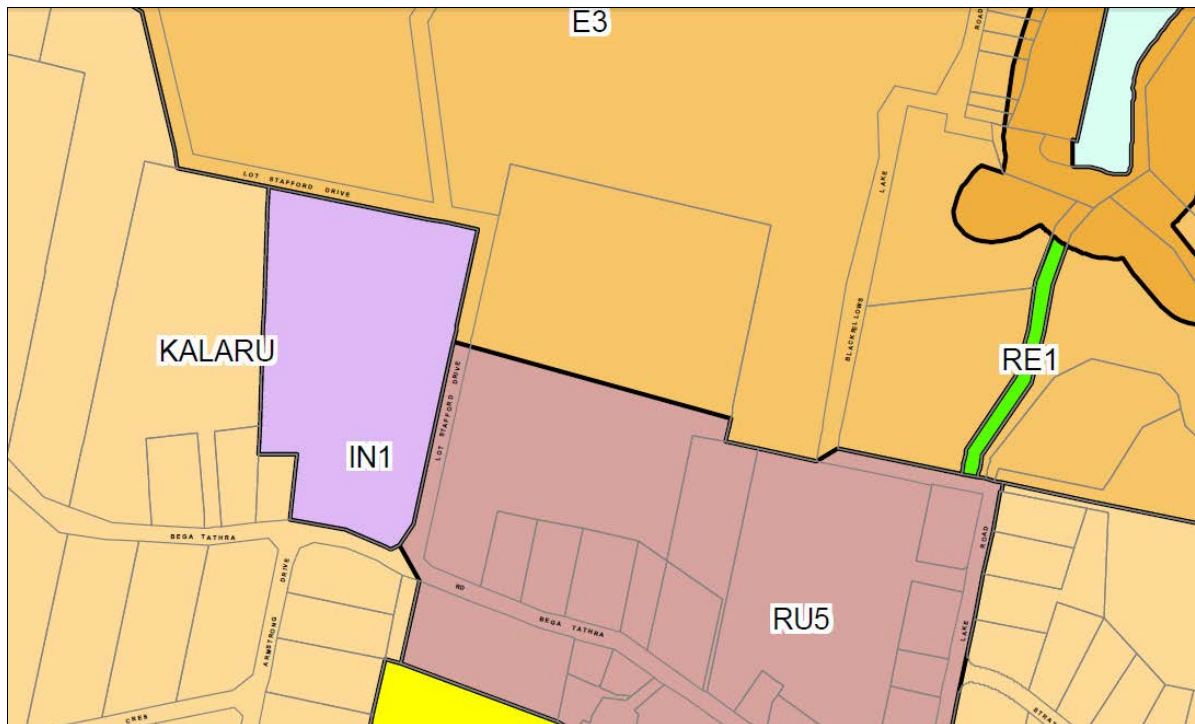 E3
ROAD
LOT STAFFORD DRIVE
LAKE
BLACKFELLOWS
KALARU
RE1
LOT STAFFORD DRIVE
IN1
BEGA TATHRA
ROAD
DRIVE
RD
BEGA TATHRA
RU5
ARMSTRONG
LAKE
CRES